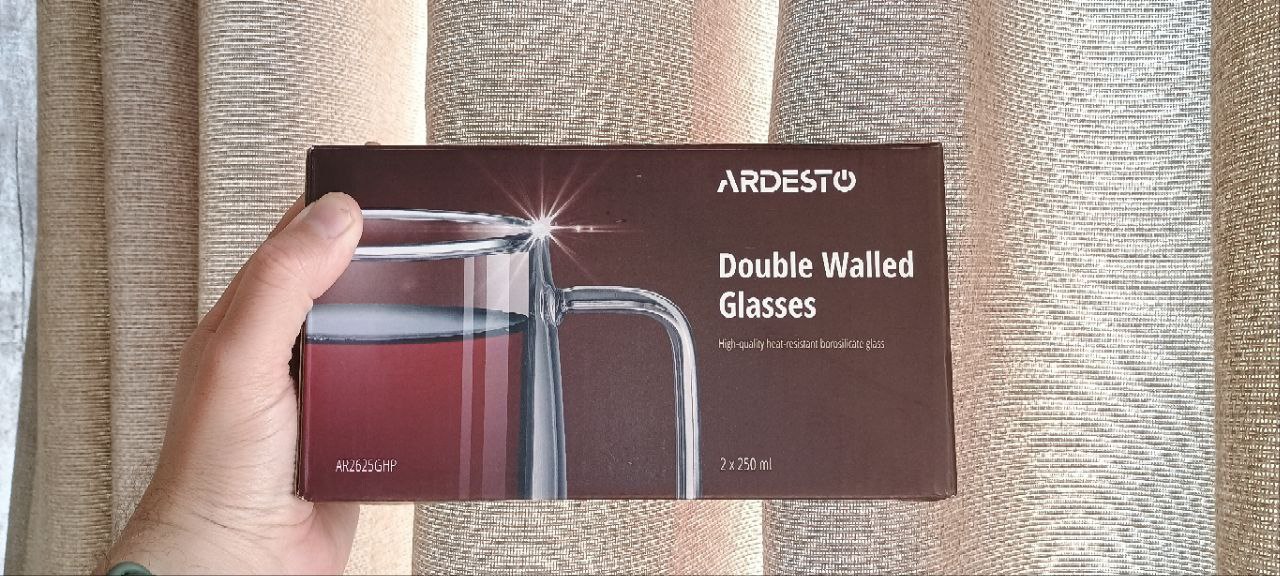 ARDESTO
Double Walled
Glasses
High-quality heat-resistant borosilicate glass
AR2625GHP
2 x 250 ml